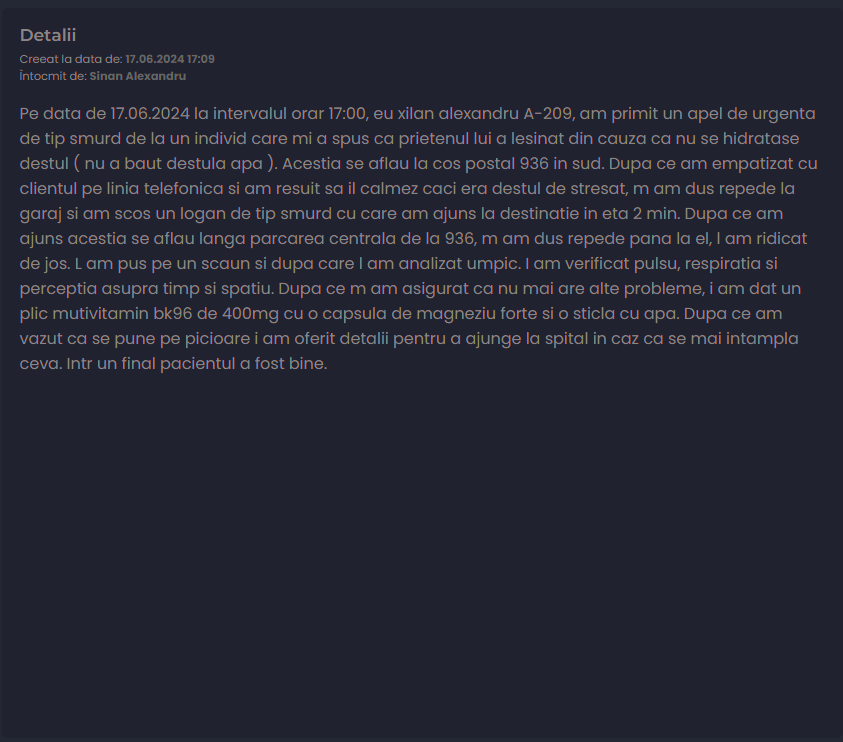 Detalii
Creeat la data de: 17.06.2024 17:09
Întocmit de: Sinan Alexandru
Pe data de 17.06.2024 la intervalul orar 17:00, eu xilan alexandru A-209, am primit un apel de urgenta
de tip smurd de la un individ care mi a spus ca prietenul lui a lesinat din cauza ca nu se hidratase
destul ( nu a baut destula apa ). Acestia se aflau la cos postal 936 in sud. Dupa ce am empatizat cu
clientul pe linia telefonica si am resuit sa il calmez caci era destul de stresat, m am dus repede la
garaj si am scos un logan de tip smurd cu care am ajuns la destinatie in eta 2 min. Dupa ce am
ajuns acestia se aflau langa parcarea centrala de la 936, m am dus repede pana la el, l am ridicat
de jos. L am pus pe un scaun si dupa care l am analizat umpic. I am verificat pulsu, respiratia si
perceptia asupra timp si spatiu. Dupa ce m am asigurat ca nu mai are alte probleme, i am dat un
plic mutivitamin bk96 de 400mg cu o capsula de magneziu forte si o sticla cu apa. Dupa ce am
vazut ca se pune pe picioare i am oferit detalii pentru a ajunge la spital in caz ca se mai intampla
ceva. Intr un final pacientul a fost bine.